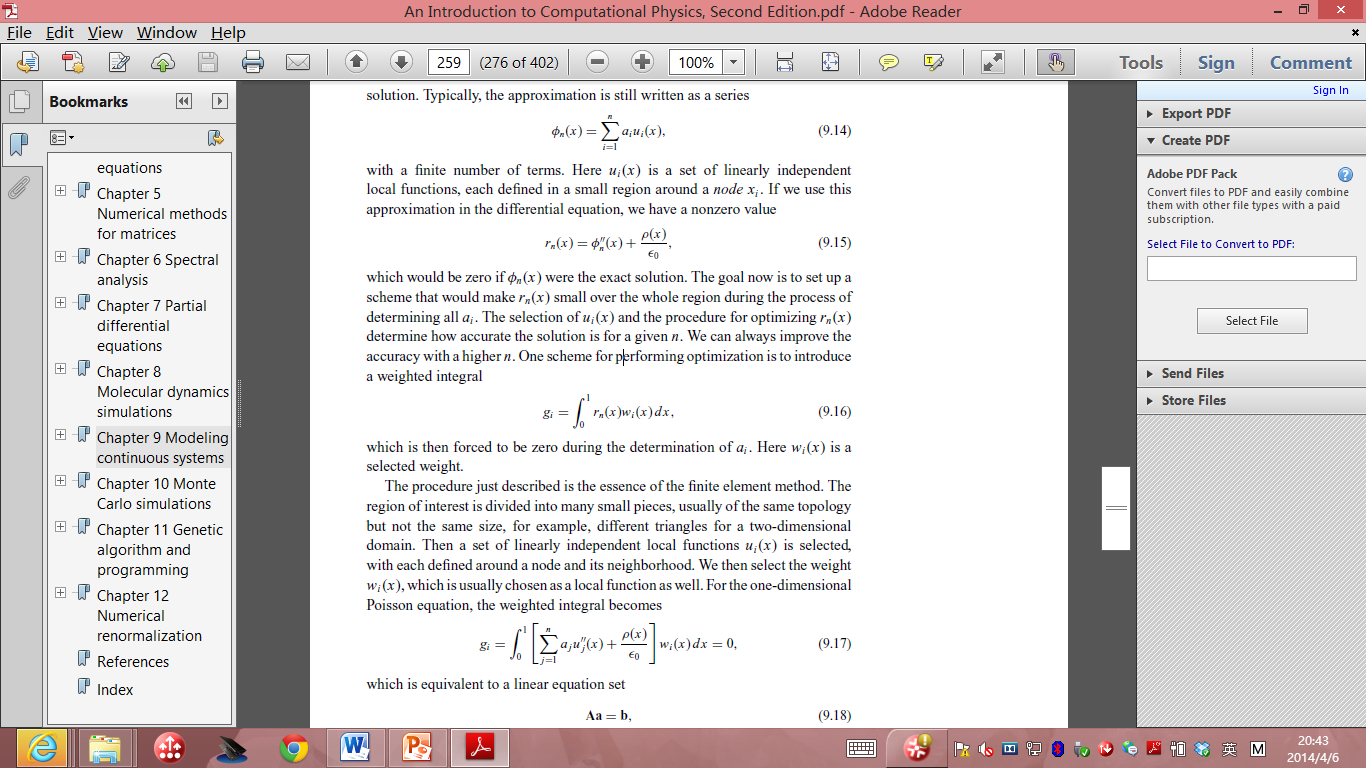 An Introduction to Computational Physics, Second Edition.pdf - Adobe Reader
File Edit View Window Help
259 (276 of 402) 100% Tools Sign Comment
Sign In
Bookmarks
equations
Chapter 5
Numerical methods
for matrices
Chapter 6 Spectral
analysis
Chapter 7 Partial
differential
equations
Chapter 8
Molecular dynamics
simulations
Chapter 9 Modeling
continuous systems
Chapter 10 Monte
Carlo simulations
Chapter 11 Genetic
algorithm and
programming
Chapter 12
Numerical
renormalization
References
Index
solution. Typically, the approximation is still written as a series
ϕₙ(x) = ∑ⁿᵢ₌₁ aᵢuᵢ(x), (9.14)
with a finite number of terms. Here uᵢ(x) is a set of linearly independent
local functions, each defined in a small region around a node xᵢ. If we use this
approximation in the differential equation, we have a nonzero value
rₙ(x) = ϕₙ″(x) + ρ(x)/ϵ₀, (9.15)
which would be zero if ϕₙ(x) were the exact solution. The goal now is to set up a
scheme that would make rₙ(x) small over the whole region during the process of
determining all aᵢ. The selection of uᵢ(x) and the procedure for optimizing rₙ(x)
determine how accurate the solution is for a given n. We can always improve the
accuracy with a higher n. One scheme for performing optimization is to introduce
a weighted integral
gᵢ = ∫₀¹ rₙ(x)wᵢ(x) dx, (9.16)
which is then forced to be zero during the determination of aᵢ. Here wᵢ(x) is a
selected weight.
The procedure just described is the essence of the finite element method. The
region of interest is divided into many small pieces, usually of the same topology
but not the same size, for example, different triangles for a two-dimensional
domain. Then a set of linearly independent local functions uᵢ(x) is selected,
with each defined around a node and its neighborhood. We then select the weight
wᵢ(x), which is usually chosen as a local function as well. For the one-dimensional
Poisson equation, the weighted integral becomes
gᵢ = ∫₀¹ [∑ⁿⱼ₌₁ aⱼuⱼ″(x) + ρ(x)/ϵ₀] wᵢ(x) dx = 0, (9.17)
which is equivalent to a linear equation set
Aa = b, (9.18)
Export PDF
Create PDF
Adobe PDF Pack
Convert files to PDF and easily combine
them with other file types with a paid
subscription.
Select File to Convert to PDF:
Select File
Send Files
Store Files
英 M
20:43
2014/4/6